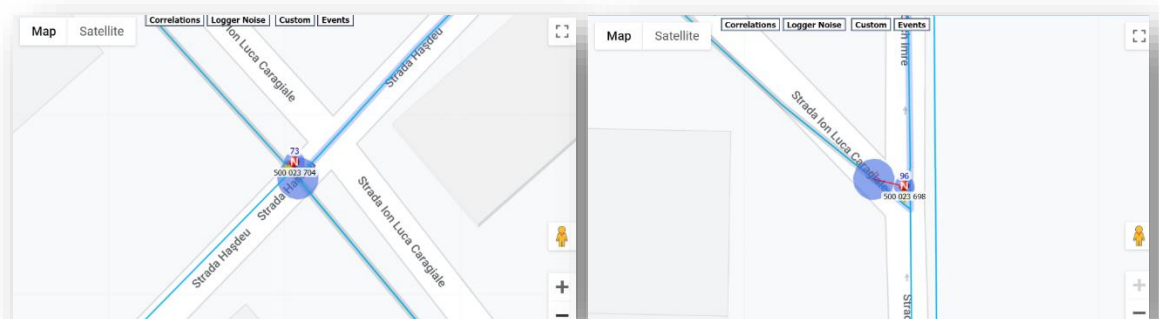 Map Satellite
Correlations Logger Noise Custom Events
Ion Luca Caragiale
Strada Hașdeu
73
N
500 023 704
Strada Haș
Strada Hașdeu
Strada Ion Luca Caragiale
+
−
Map Satellite
Correlations Logger Noise Custom Events
Strada Ion Luca Caragiale
96
N
500 023 698
Strad
+
−